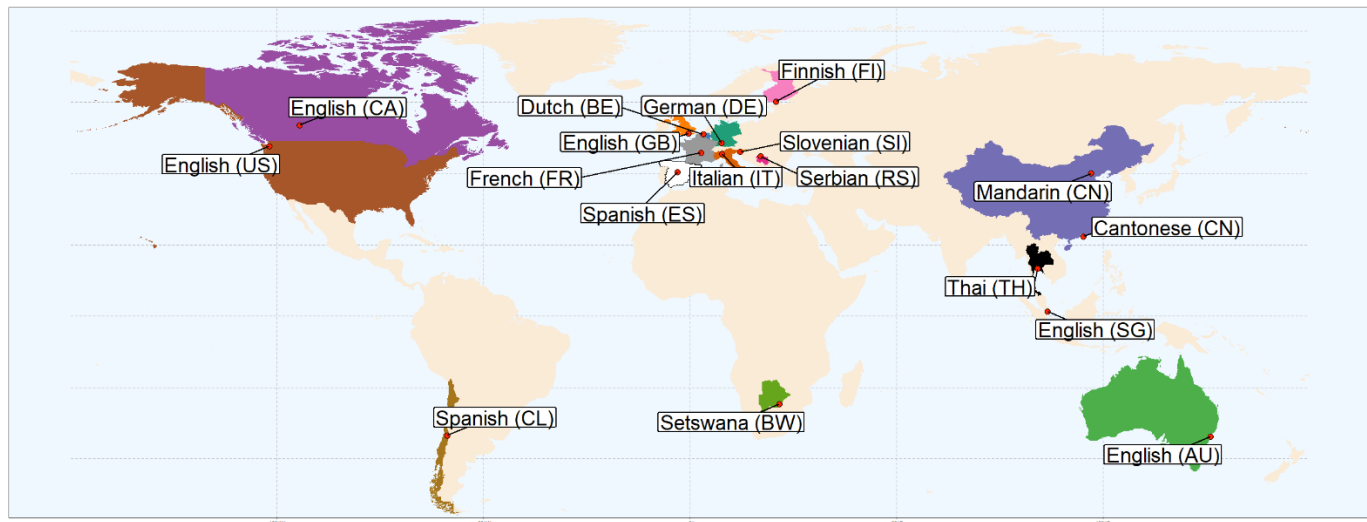 Finnish (FI)
English (CA)
Dutch (BE)
German (DE)
English (GB)
Slovenian (SI)
English (US)
French (FR)
Italian (IT)
Serbian (RS)
Mandarin (CN)
Spanish (ES)
Cantonese (CN)
Thai (TH)
English (SG)
Spanish (CL)
Setswana (BW)
English (AU)